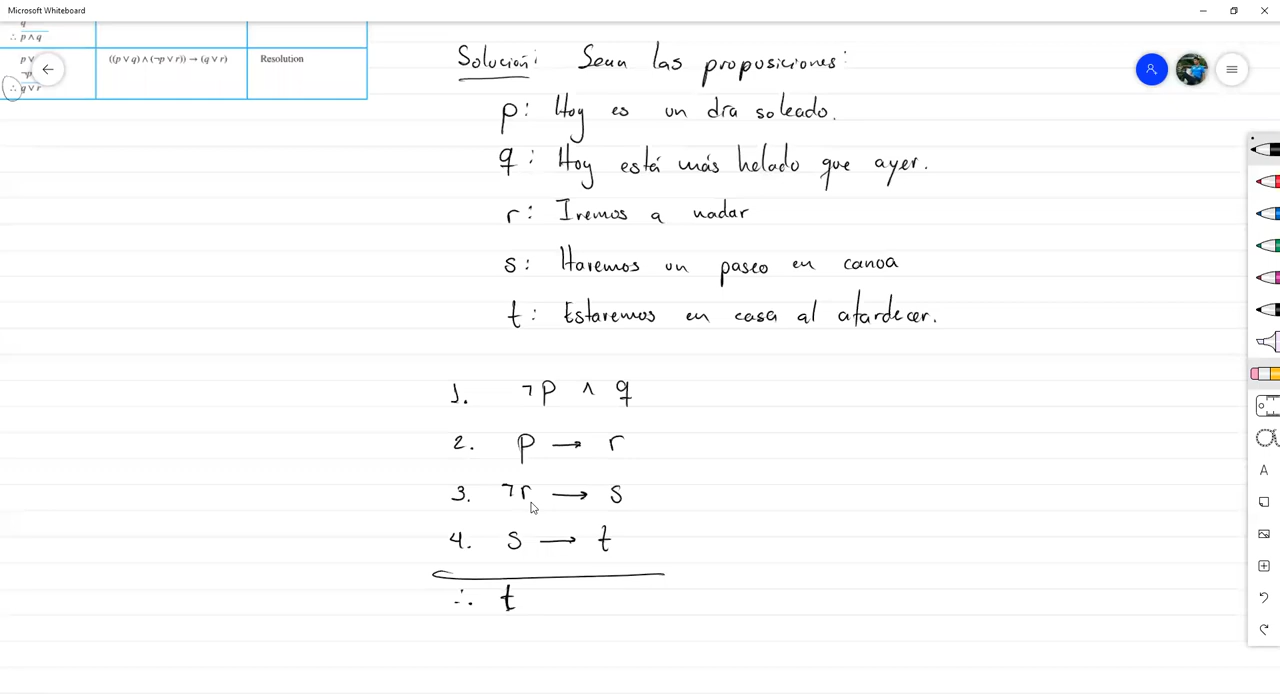 Microsoft Whiteboard
q
∴ p ∧ q
((p ∨ q) ∧ (¬p ∨ r)) → (q ∨ r)
Resolution
p ∨
¬p
∴ q ∨ r
Solución: Sean las proposiciones:
p: Hoy es un día soleado.
q: Hoy está más helado que ayer.
r: Iremos a nadar
s: Haremos un paseo en canoa
t: Estaremos en casa al atardecer.
1. ¬p ∧ q
2. p → r
3. ¬r → s
4. s → t
∴ t
A